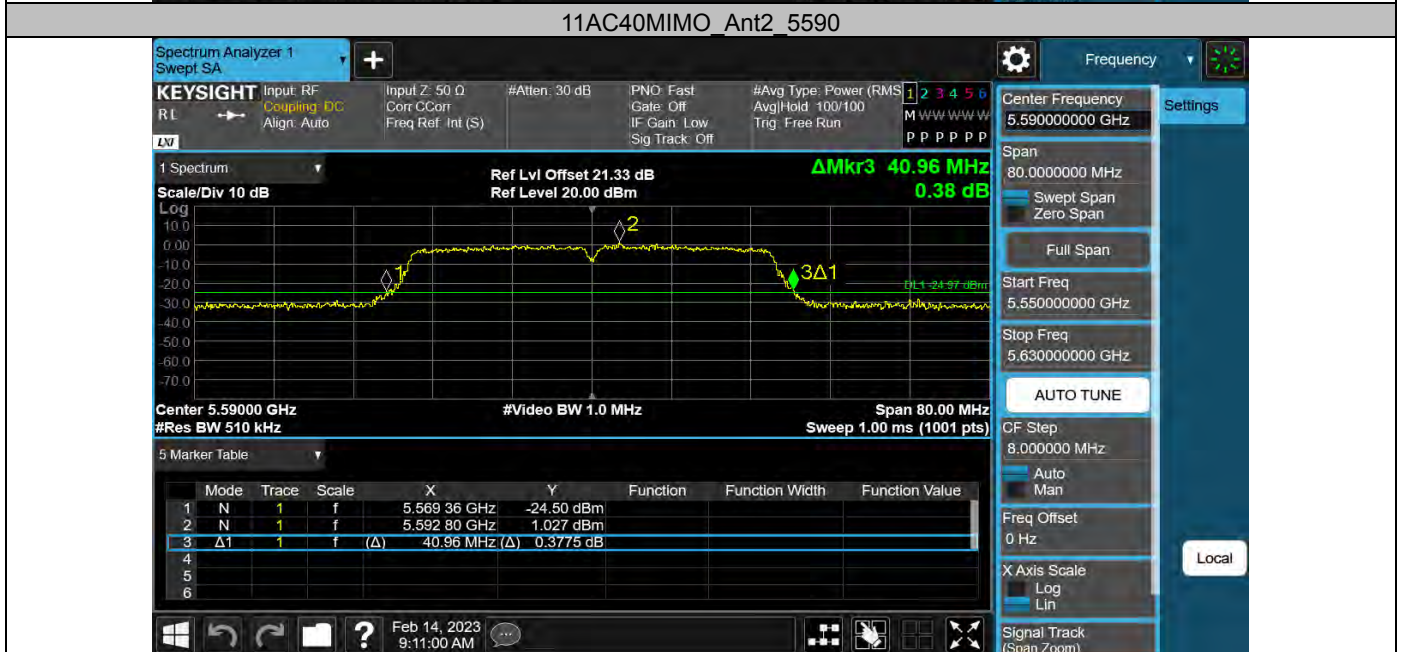 11AC40MIMO_Ant2_5590
Spectrum Analyzer 1
Swept SA
Frequency
KEYSIGHT
RL
LXI
Input: RF
Coupling: DC
Align: Auto
Input Z: 50 Ω
Corr CCorr
Freq Ref: Int (S)
#Atten: 30 dB
PNO: Fast
Gate: Off
IF Gain: Low
Sig Track: Off
#Avg Type: Power (RMS
Avg|Hold: 100/100
Trig: Free Run
1 2 3 4 5 6
M W W W W W
P P P P P P
Center Frequency
5.590000000 GHz
Settings
Span
80.0000000 MHz
Swept Span
Zero Span
Full Span
Start Freq
5.550000000 GHz
Stop Freq
5.630000000 GHz
AUTO TUNE
CF Step
8.000000 MHz
Auto
Man
Freq Offset
0 Hz
X Axis Scale
Log
Lin
Signal Track
(Span Zoom)
Local
1 Spectrum
Scale/Div 10 dB
Ref Lvl Offset 21.33 dB
Ref Level 20.00 dBm
ΔMkr3 40.96 MHz
0.38 dB
Log
10.0
0.00
-10.0
-20.0
-30.0
-40.0
-50.0
-60.0
-70.0
1
2
3Δ1
DL1 -24.97 dBm
Center 5.59000 GHz
#Video BW 1.0 MHz
Span 80.00 MHz
#Res BW 510 kHz
Sweep 1.00 ms (1001 pts)
5 Marker Table
Mode Trace Scale X Y Function Function Width Function Value
1 N 1 f 5.569 36 GHz -24.50 dBm
2 N 1 f 5.592 80 GHz 1.027 dBm
3 Δ1 1 f (Δ) 40.96 MHz (Δ) 0.3775 dB
4
5
6
Feb 14, 2023
9:11:00 AM